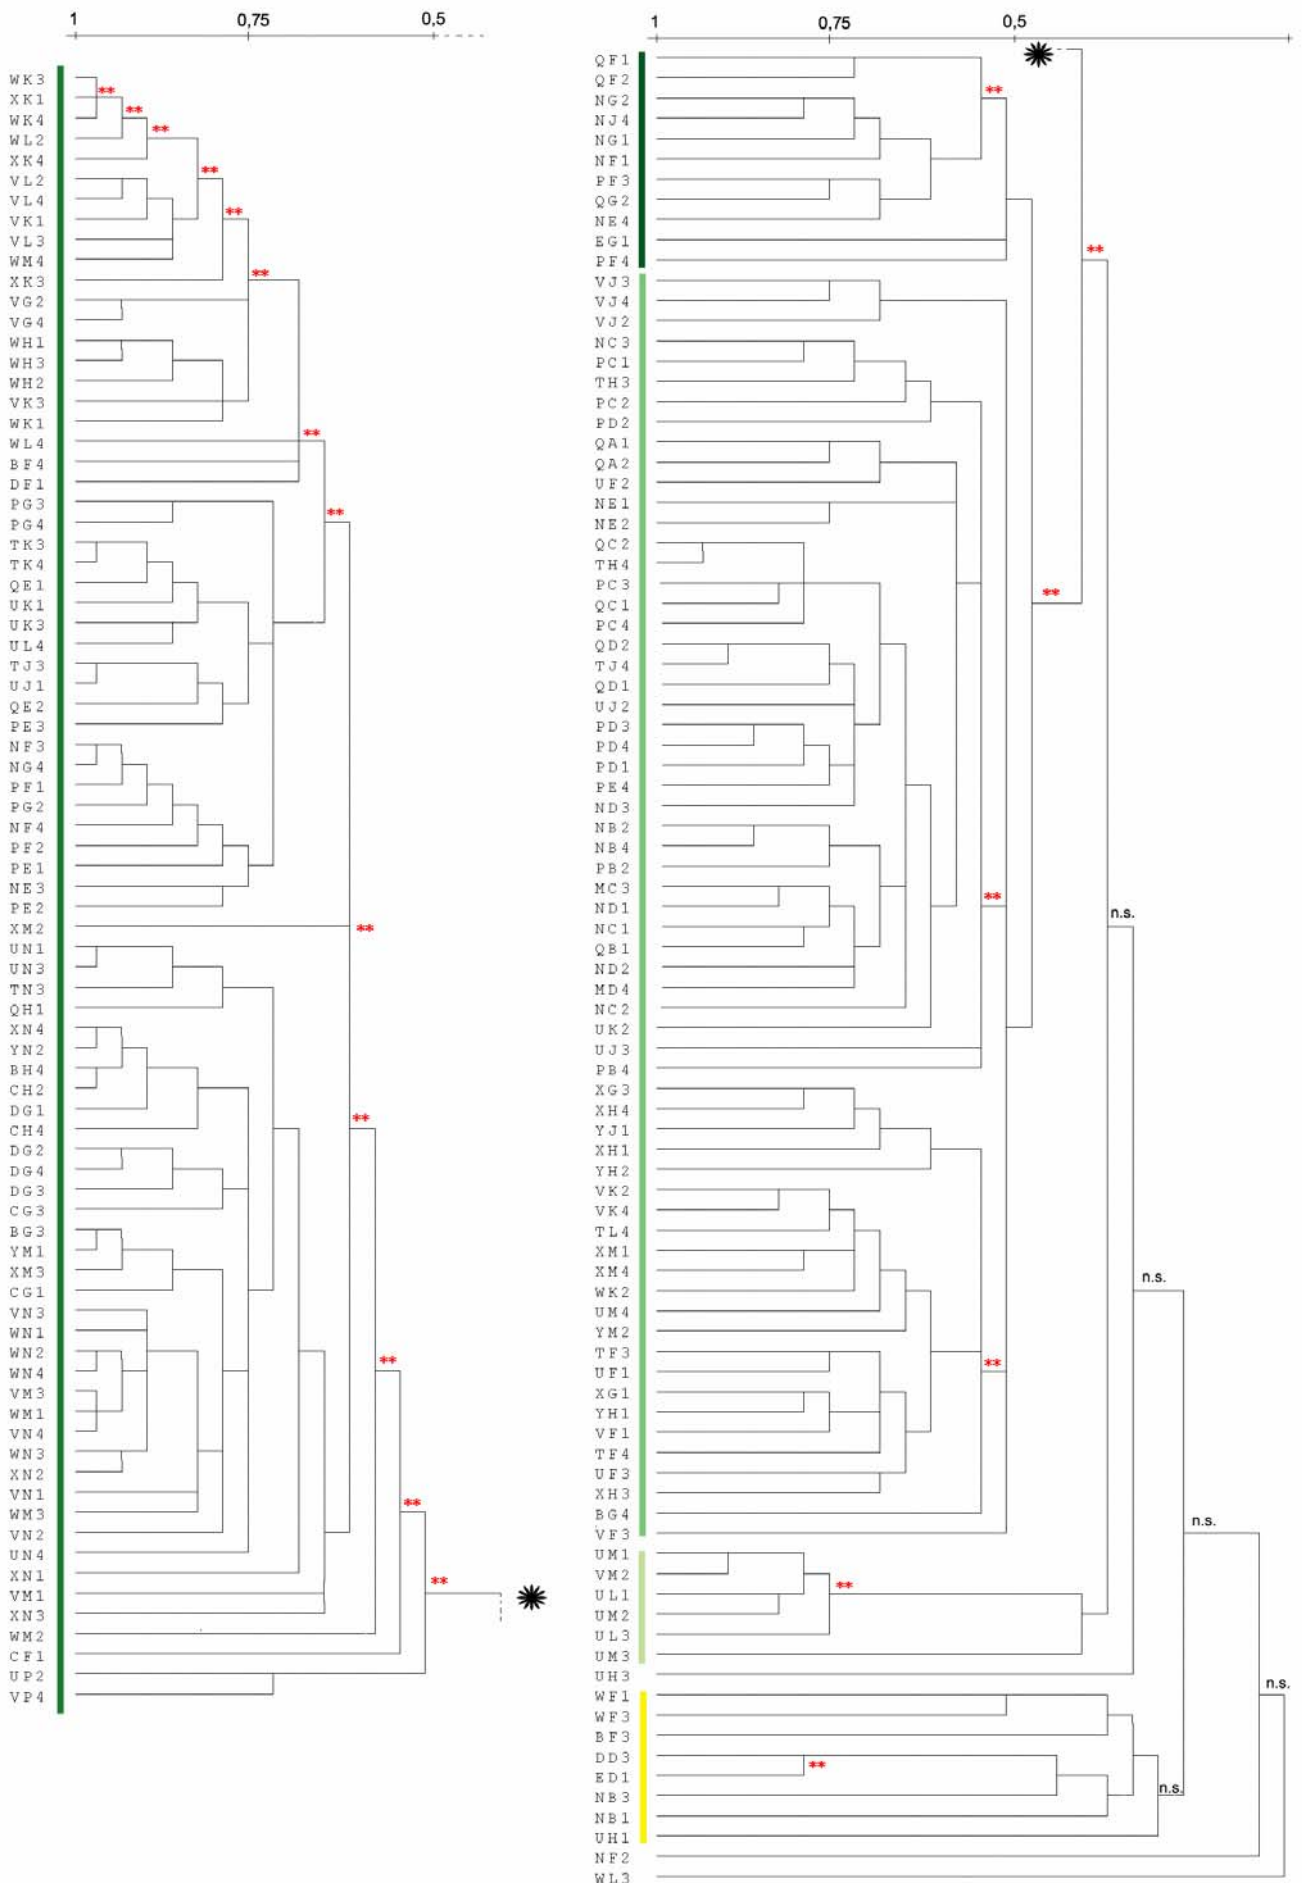 1 0,75 0,5
WK3
**
XK1
**
WK4
**
WL2
XK4
**
VL2
VL4
**
VK1
VL3
WM4
**
XK3
VG2
VG4
WH1
WH3
WH2
VK3
WK1
**
WL4
BF4
DF1
PG3
**
PG4
TK3
TK4
QE1
UK1
UK3
UL4
TJ3
UJ1
QE2
PE3
NF3
NG4
PF1
PG2
NF4
PF2
PE1
NE3
PE2
XM2 **
UN1
UN3
TN3
QH1
XN4
YN2
BH4
CH2
DG1
**
CH4
DG2
DG4
DG3
CG3
BG3
YM1
XM3
CG1
VN3
WN1
WN2
**
WN4
VM3
WM1
VN4
WN3
XN2
VN1
**
WM3
VN2
UN4
XN1
**
VM1
XN3
WM2
CF1
UP2
VP4
1 0,75 0,5
QF1
QF2
**
NG2
NJ4
NG1
NF1
PF3
QG2
NE4
EG1
**
PF4
VJ3
VJ4
VJ2
NC3
PC1
TH3
PC2
PD2
QA1
QA2
UF2
NE1
NE2
QC2
TH4
PC3
**
QC1
PC4
QD2
TJ4
QD1
UJ2
PD3
PD4
PD1
PE4
ND3
NB2
NB4
PB2
MC3
**
ND1
n.s.
NC1
QB1
ND2
MD4
NC2
UK2
UJ3
PB4
XG3
XH4
YJ1
XH1
YH2
VK2
VK4
TL4
XM1
XM4
n.s.
WK2
UM4
YM2
TF3
**
UF1
XG1
YH1
VF1
TF4
UF3
XH3
BG4
n.s.
VF3
UM1
VM2
**
UL1
UM2
UL3
UM3
UH3
n.s.
WF1
WF3
BF3
DD3
**
ED1
n.s.
NB3
NB1
UH1
NF2
WL3